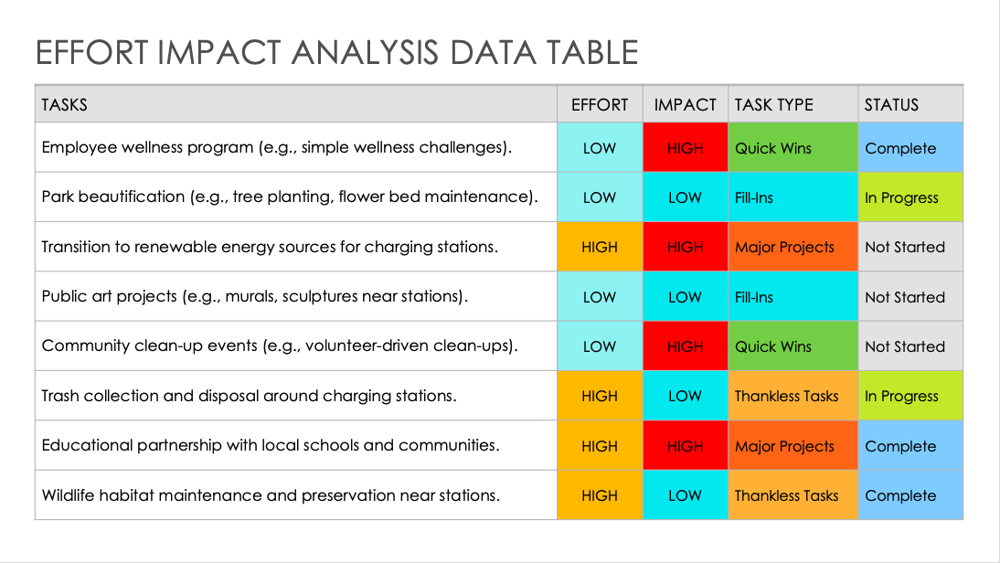 EFFORT IMPACT ANALYSIS DATA TABLE
TASKS EFFORT IMPACT TASK TYPE STATUS
Employee wellness program (e.g., simple wellness challenges). LOW HIGH Quick Wins Complete
Park beautification (e.g., tree planting, flower bed maintenance). LOW LOW Fill-Ins In Progress
Transition to renewable energy sources for charging stations. HIGH HIGH Major Projects Not Started
Public art projects (e.g., murals, sculptures near stations). LOW LOW Fill-Ins Not Started
Community clean-up events (e.g., volunteer-driven clean-ups). LOW HIGH Quick Wins Not Started
Trash collection and disposal around charging stations. HIGH LOW Thankless Tasks In Progress
Educational partnership with local schools and communities. HIGH HIGH Major Projects Complete
Wildlife habitat maintenance and preservation near stations. HIGH LOW Thankless Tasks Complete